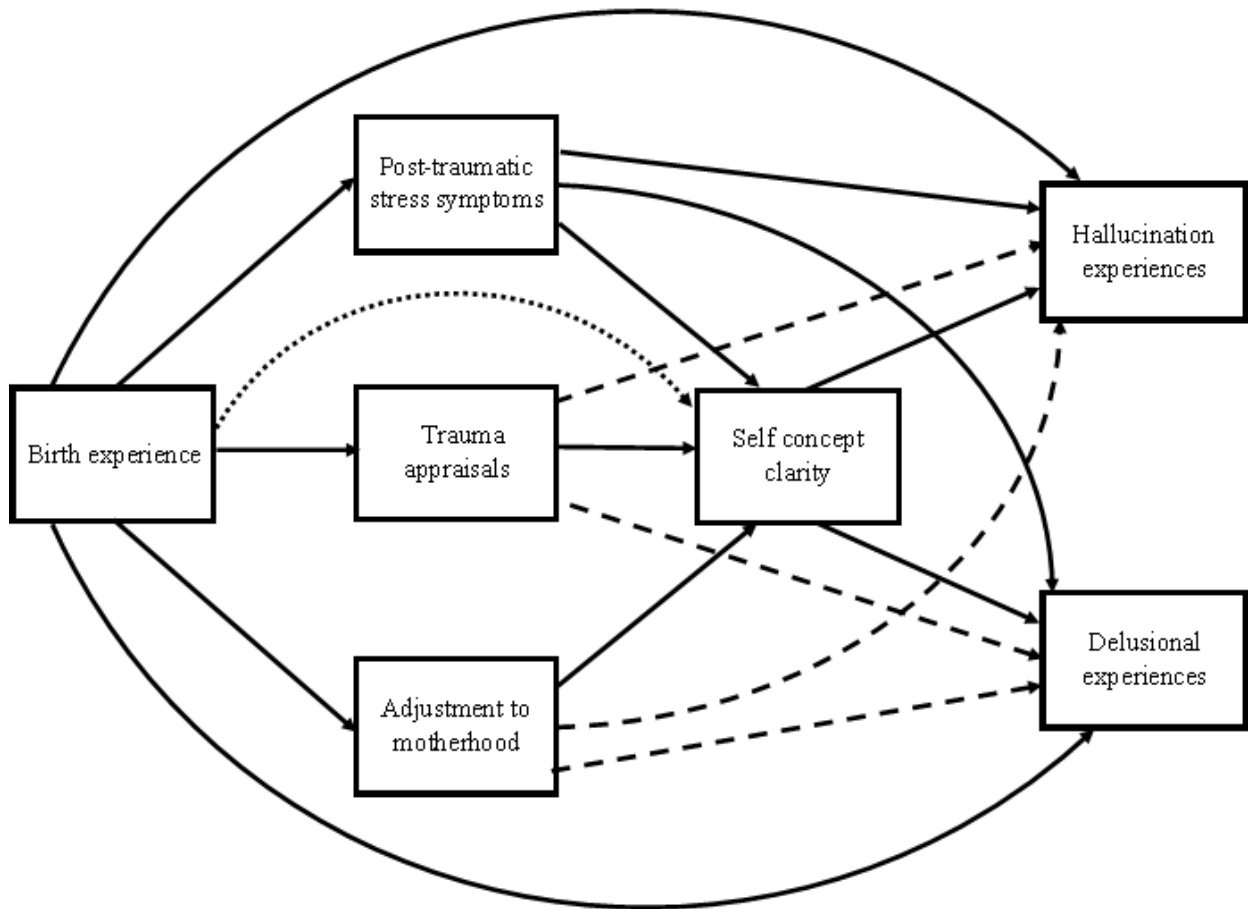 Post-traumatic
stress symptoms
Hallucination
experiences
Birth experience
Trauma
appraisals
Self concept
clarity
Delusional
experiences
Adjustment to
motherhood